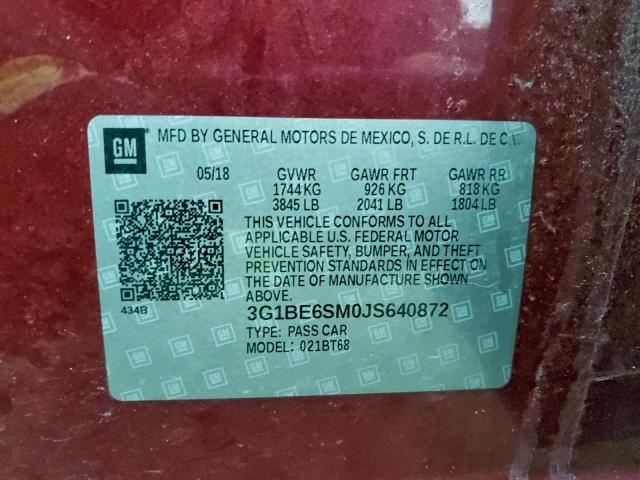 GM MFD BY GENERAL MOTORS DE MEXICO, S. DE R.L. DE C.V.
05/18 GVWR GAWR FRT GAWR RR
1744 KG 926 KG 818 KG
3845 LB 2041 LB 1804 LB
THIS VEHICLE CONFORMS TO ALL
APPLICABLE U.S. FEDERAL MOTOR
VEHICLE SAFETY, BUMPER, AND THEFT
PREVENTION STANDARDS IN EFFECT ON
THE DATE OF MANUFACTURE SHOWN
ABOVE.
434B
3G1BE6SM0JS640872
TYPE: PASS CAR
MODEL: 021BT68